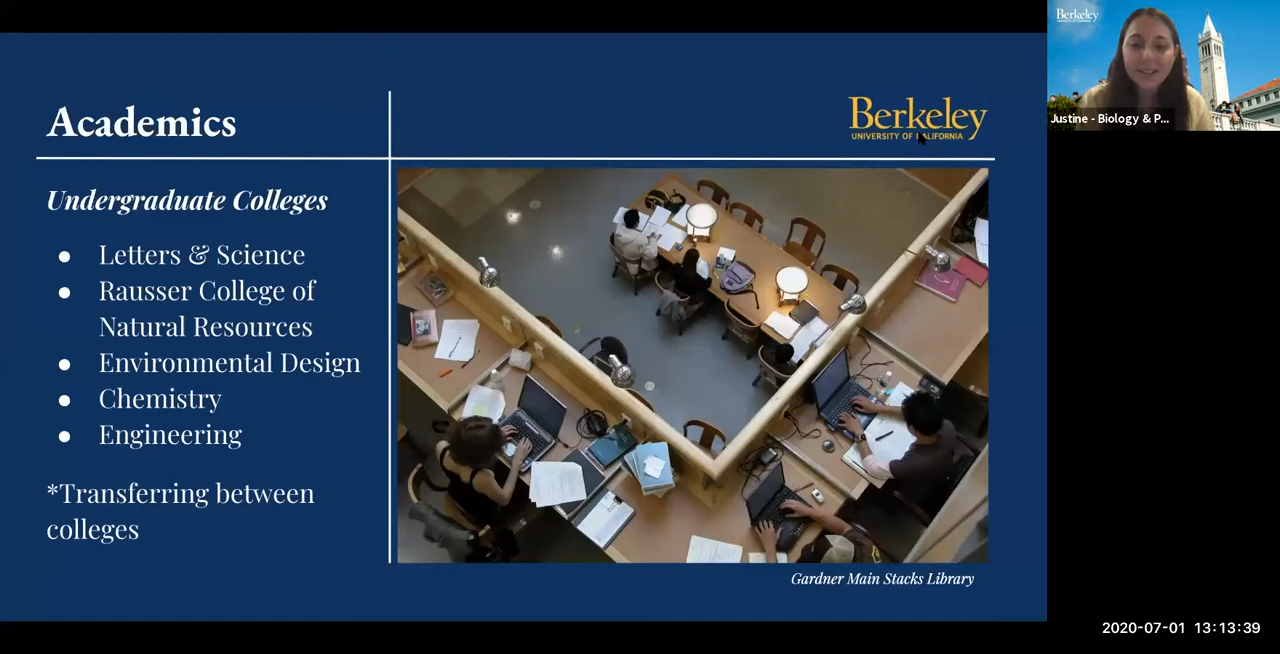 Academics
Berkeley
UNIVERSITY OF CALIFORNIA
Undergraduate Colleges
● Letters & Science
● Rausser College of
Natural Resources
● Environmental Design
● Chemistry
● Engineering
*Transferring between
colleges
Gardner Main Stacks Library
Berkeley
Justine - Biology & P...
2020-07-01 13:13:39